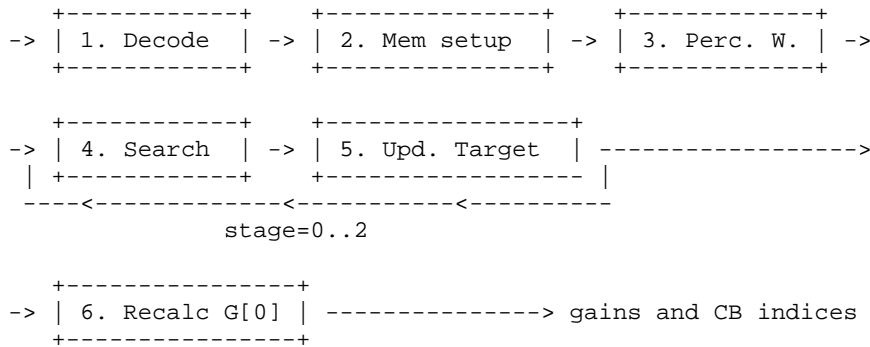 +------------+ +---------------+ +-------------+
-> | 1. Decode | -> | 2. Mem setup | -> | 3. Perc. W. | ->
+------------+ +---------------+ +-------------+
+------------+ +-----------------+
-> | 4. Search | -> | 5. Upd. Target | ------------------>
| +------------+ +------------------ |
----<-------------<-----------<----------
stage=0..2
+----------------+
-> | 6. Recalc G[0] | ---------------> gains and CB indices
+----------------+